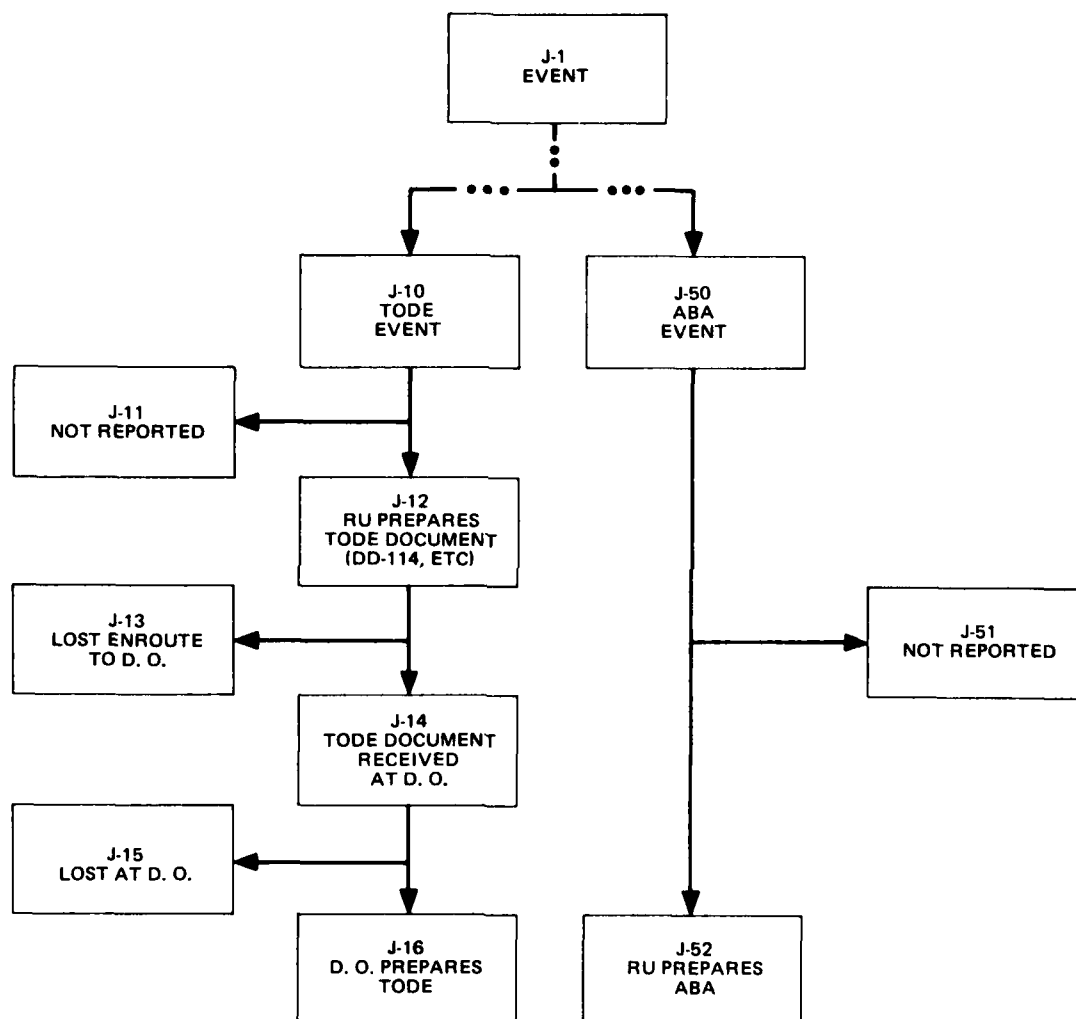 J-1
EVENT
J-10
TODE
EVENT
J-50
ABA
EVENT
J-11
NOT REPORTED
J-12
RU PREPARES
TODE DOCUMENT
(DD-114, ETC)
J-13
LOST ENROUTE
TO D. O.
J-51
NOT REPORTED
J-14
TODE DOCUMENT
RECEIVED
AT D. O.
J-15
LOST AT D. O.
J-16
D. O. PREPARES
TODE
J-52
RU PREPARES
ABA